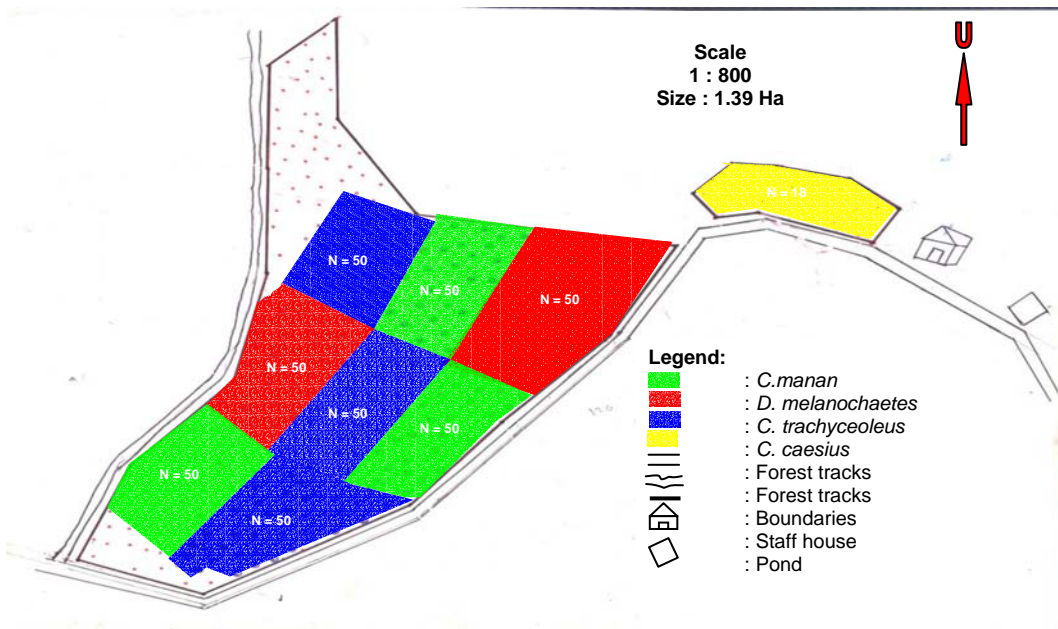 Scale
1 : 800
Size : 1.39 Ha
U
N = 18
N = 50
N = 50
N = 50
N = 50
N = 50
N = 50
N = 50
N = 50
Legend:
: C.manan
: D. melanochaetes
: C. trachyceoleus
: C. caesius
: Forest tracks
: Forest tracks
: Boundaries
: Staff house
: Pond